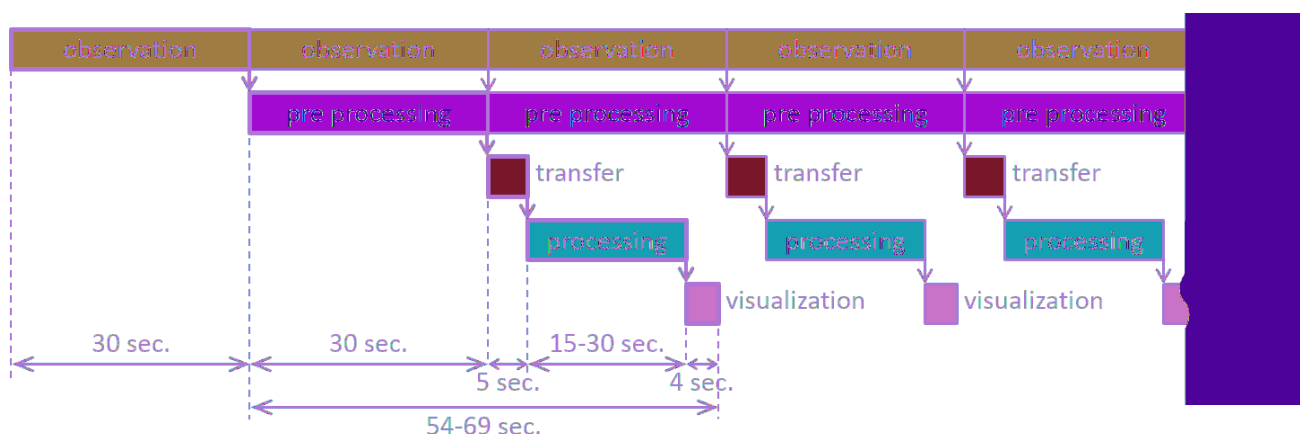 observation observation observation observation observation
pre processing pre processing pre processing pre processing
transfer transfer transfer
processing processing processing
visualization visualization
30 sec. 30 sec. 15-30 sec.
5 sec. 4 sec.
54-69 sec.